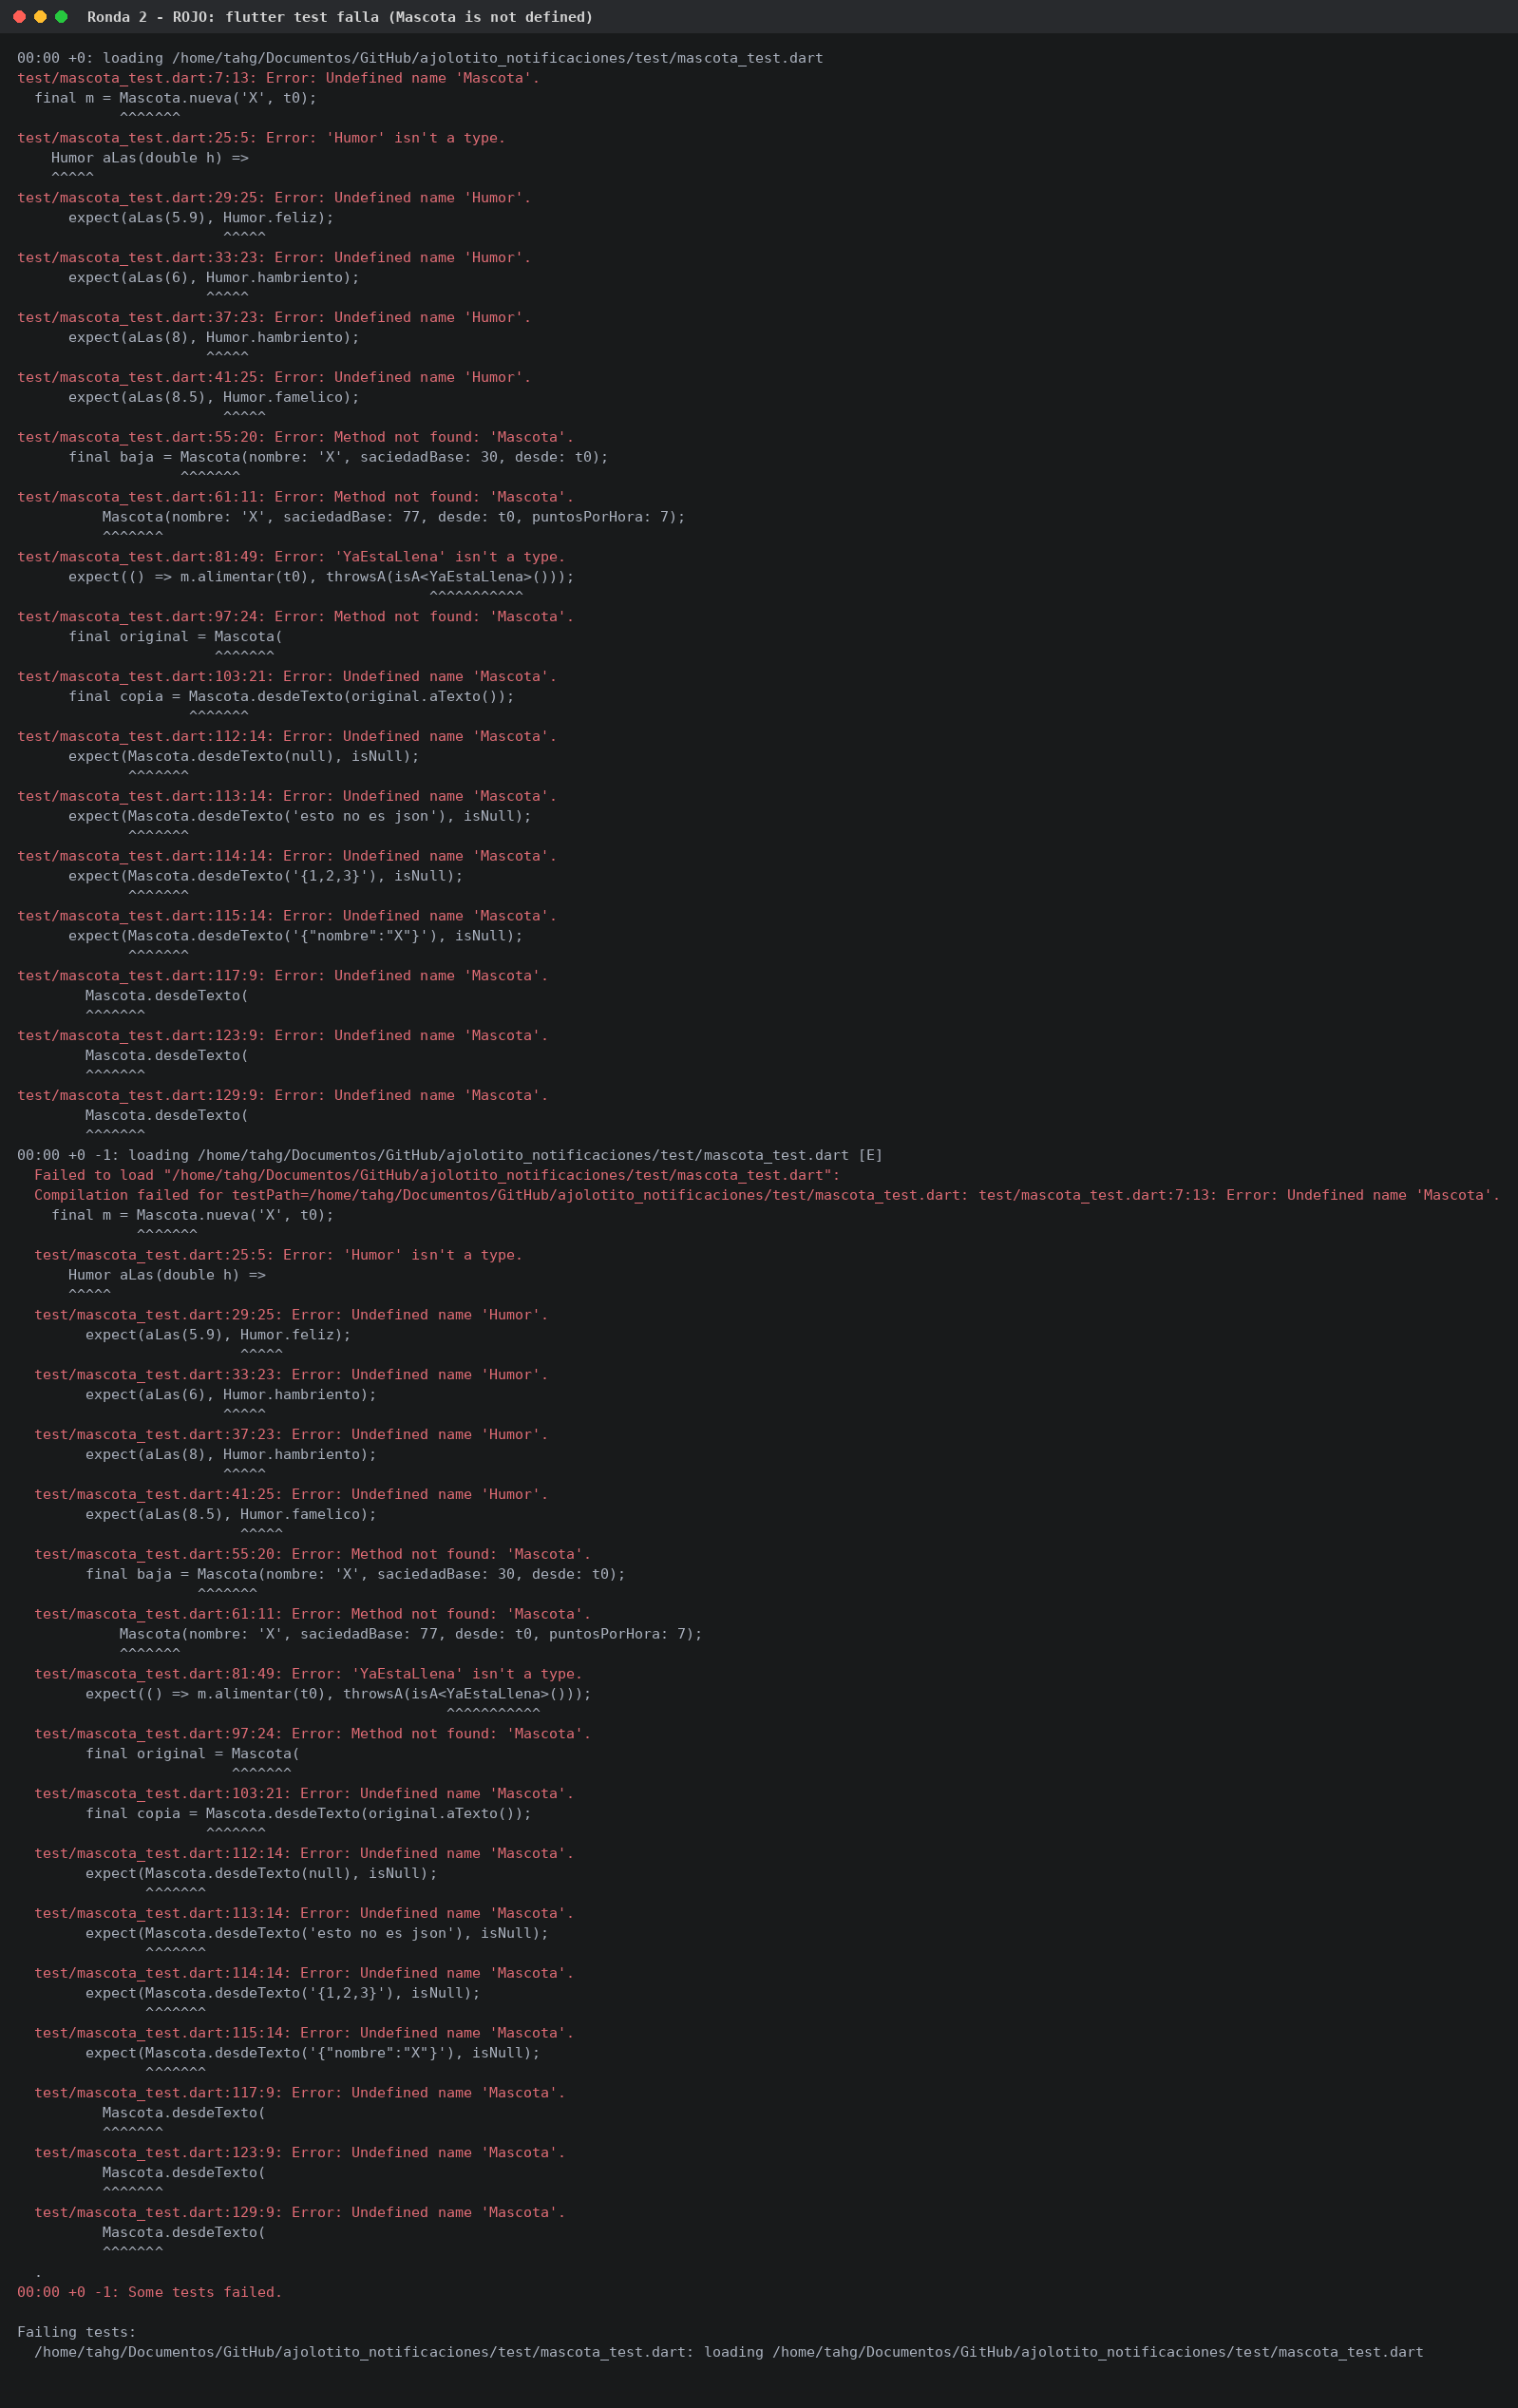 Ronda 2 - ROJO: flutter test falla (Mascota is not defined)
00:00 +0: loading /home/tahg/Documentos/GitHub/ajolotito_notificaciones/test/mascota_test.dart
test/mascota_test.dart:7:13: Error: Undefined name 'Mascota'.
  final m = Mascota.nueva('X', t0);
            ^^^^^^^
test/mascota_test.dart:25:5: Error: 'Humor' isn't a type.
    Humor aLas(double h) =>
    ^^^^^
test/mascota_test.dart:29:25: Error: Undefined name 'Humor'.
      expect(aLas(5.9), Humor.feliz);
                        ^^^^^
test/mascota_test.dart:33:23: Error: Undefined name 'Humor'.
      expect(aLas(6), Humor.hambriento);
                      ^^^^^
test/mascota_test.dart:37:23: Error: Undefined name 'Humor'.
      expect(aLas(8), Humor.hambriento);
                      ^^^^^
test/mascota_test.dart:41:25: Error: Undefined name 'Humor'.
      expect(aLas(8.5), Humor.famelico);
                        ^^^^^
test/mascota_test.dart:55:20: Error: Method not found: 'Mascota'.
      final baja = Mascota(nombre: 'X', saciedadBase: 30, desde: t0);
                   ^^^^^^^
test/mascota_test.dart:61:11: Error: Method not found: 'Mascota'.
          Mascota(nombre: 'X', saciedadBase: 77, desde: t0, puntosPorHora: 7);
          ^^^^^^^
test/mascota_test.dart:81:49: Error: 'YaEstaLlena' isn't a type.
      expect(() => m.alimentar(t0), throwsA(isA<YaEstaLlena>()));
                                                ^^^^^^^^^^^
test/mascota_test.dart:97:24: Error: Method not found: 'Mascota'.
      final original = Mascota(
                       ^^^^^^^
test/mascota_test.dart:103:21: Error: Undefined name 'Mascota'.
      final copia = Mascota.desdeTexto(original.aTexto());
                    ^^^^^^^
test/mascota_test.dart:112:14: Error: Undefined name 'Mascota'.
      expect(Mascota.desdeTexto(null), isNull);
             ^^^^^^^
test/mascota_test.dart:113:14: Error: Undefined name 'Mascota'.
      expect(Mascota.desdeTexto('esto no es json'), isNull);
             ^^^^^^^
test/mascota_test.dart:114:14: Error: Undefined name 'Mascota'.
      expect(Mascota.desdeTexto('{1,2,3}'), isNull);
             ^^^^^^^
test/mascota_test.dart:115:14: Error: Undefined name 'Mascota'.
      expect(Mascota.desdeTexto('{"nombre":"X"}'), isNull);
             ^^^^^^^
test/mascota_test.dart:117:9: Error: Undefined name 'Mascota'.
        Mascota.desdeTexto(
        ^^^^^^^
test/mascota_test.dart:123:9: Error: Undefined name 'Mascota'.
        Mascota.desdeTexto(
        ^^^^^^^
test/mascota_test.dart:129:9: Error: Undefined name 'Mascota'.
        Mascota.desdeTexto(
        ^^^^^^^
00:00 +0 -1: loading /home/tahg/Documentos/GitHub/ajolotito_notificaciones/test/mascota_test.dart [E]
  Failed to load "/home/tahg/Documentos/GitHub/ajolotito_notificaciones/test/mascota_test.dart":
  Compilation failed for testPath=/home/tahg/Documentos/GitHub/ajolotito_notificaciones/test/mascota_test.dart: test/mascota_test.dart:7:13: Error: Undefined name 'Mascota'.
    final m = Mascota.nueva('X', t0);
              ^^^^^^^
  test/mascota_test.dart:25:5: Error: 'Humor' isn't a type.
      Humor aLas(double h) =>
      ^^^^^
  test/mascota_test.dart:29:25: Error: Undefined name 'Humor'.
        expect(aLas(5.9), Humor.feliz);
                          ^^^^^
  test/mascota_test.dart:33:23: Error: Undefined name 'Humor'.
        expect(aLas(6), Humor.hambriento);
                        ^^^^^
  test/mascota_test.dart:37:23: Error: Undefined name 'Humor'.
        expect(aLas(8), Humor.hambriento);
                        ^^^^^
  test/mascota_test.dart:41:25: Error: Undefined name 'Humor'.
        expect(aLas(8.5), Humor.famelico);
                          ^^^^^
  test/mascota_test.dart:55:20: Error: Method not found: 'Mascota'.
        final baja = Mascota(nombre: 'X', saciedadBase: 30, desde: t0);
                     ^^^^^^^
  test/mascota_test.dart:61:11: Error: Method not found: 'Mascota'.
            Mascota(nombre: 'X', saciedadBase: 77, desde: t0, puntosPorHora: 7);
            ^^^^^^^
  test/mascota_test.dart:81:49: Error: 'YaEstaLlena' isn't a type.
        expect(() => m.alimentar(t0), throwsA(isA<YaEstaLlena>()));
                                                  ^^^^^^^^^^^
  test/mascota_test.dart:97:24: Error: Method not found: 'Mascota'.
        final original = Mascota(
                         ^^^^^^^
  test/mascota_test.dart:103:21: Error: Undefined name 'Mascota'.
        final copia = Mascota.desdeTexto(original.aTexto());
                      ^^^^^^^
  test/mascota_test.dart:112:14: Error: Undefined name 'Mascota'.
        expect(Mascota.desdeTexto(null), isNull);
               ^^^^^^^
  test/mascota_test.dart:113:14: Error: Undefined name 'Mascota'.
        expect(Mascota.desdeTexto('esto no es json'), isNull);
               ^^^^^^^
  test/mascota_test.dart:114:14: Error: Undefined name 'Mascota'.
        expect(Mascota.desdeTexto('{1,2,3}'), isNull);
               ^^^^^^^
  test/mascota_test.dart:115:14: Error: Undefined name 'Mascota'.
        expect(Mascota.desdeTexto('{"nombre":"X"}'), isNull);
               ^^^^^^^
  test/mascota_test.dart:117:9: Error: Undefined name 'Mascota'.
          Mascota.desdeTexto(
          ^^^^^^^
  test/mascota_test.dart:123:9: Error: Undefined name 'Mascota'.
          Mascota.desdeTexto(
          ^^^^^^^
  test/mascota_test.dart:129:9: Error: Undefined name 'Mascota'.
          Mascota.desdeTexto(
          ^^^^^^^
  .
00:00 +0 -1: Some tests failed.
Failing tests:
  /home/tahg/Documentos/GitHub/ajolotito_notificaciones/test/mascota_test.dart: loading /home/tahg/Documentos/GitHub/ajolotito_notificaciones/test/mascota_test.dart